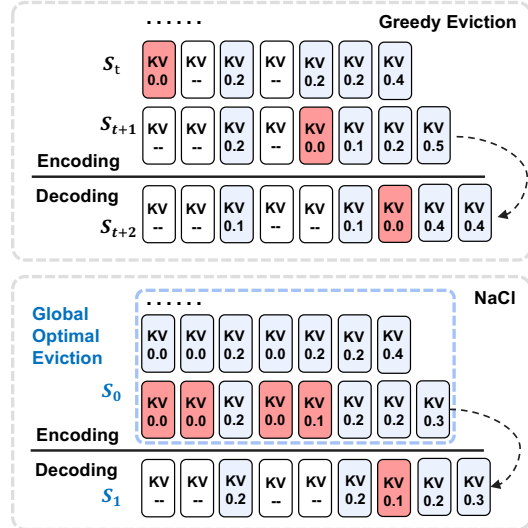 ......
Greedy Eviction
S_t
KV KV KV KV KV KV KV
0.0 -- 0.2 -- 0.2 0.2 0.4
S_{t+1}
KV KV KV KV KV KV KV KV
-- -- 0.2 -- 0.0 0.1 0.2 0.5
Encoding
Decoding
S_{t+2}
KV KV KV KV KV KV KV KV KV
-- -- 0.1 -- -- 0.1 0.0 0.4 0.4
......
NaCl
Global
Optimal
Eviction
KV KV KV KV KV KV KV
0.0 0.0 0.2 0.0 0.2 0.2 0.4
S_0
KV KV KV KV KV KV KV KV
0.0 0.0 0.2 0.0 0.1 0.2 0.2 0.3
Encoding
Decoding
S_1
KV KV KV KV KV KV KV KV KV
-- -- 0.2 -- -- 0.2 0.1 0.2 0.3